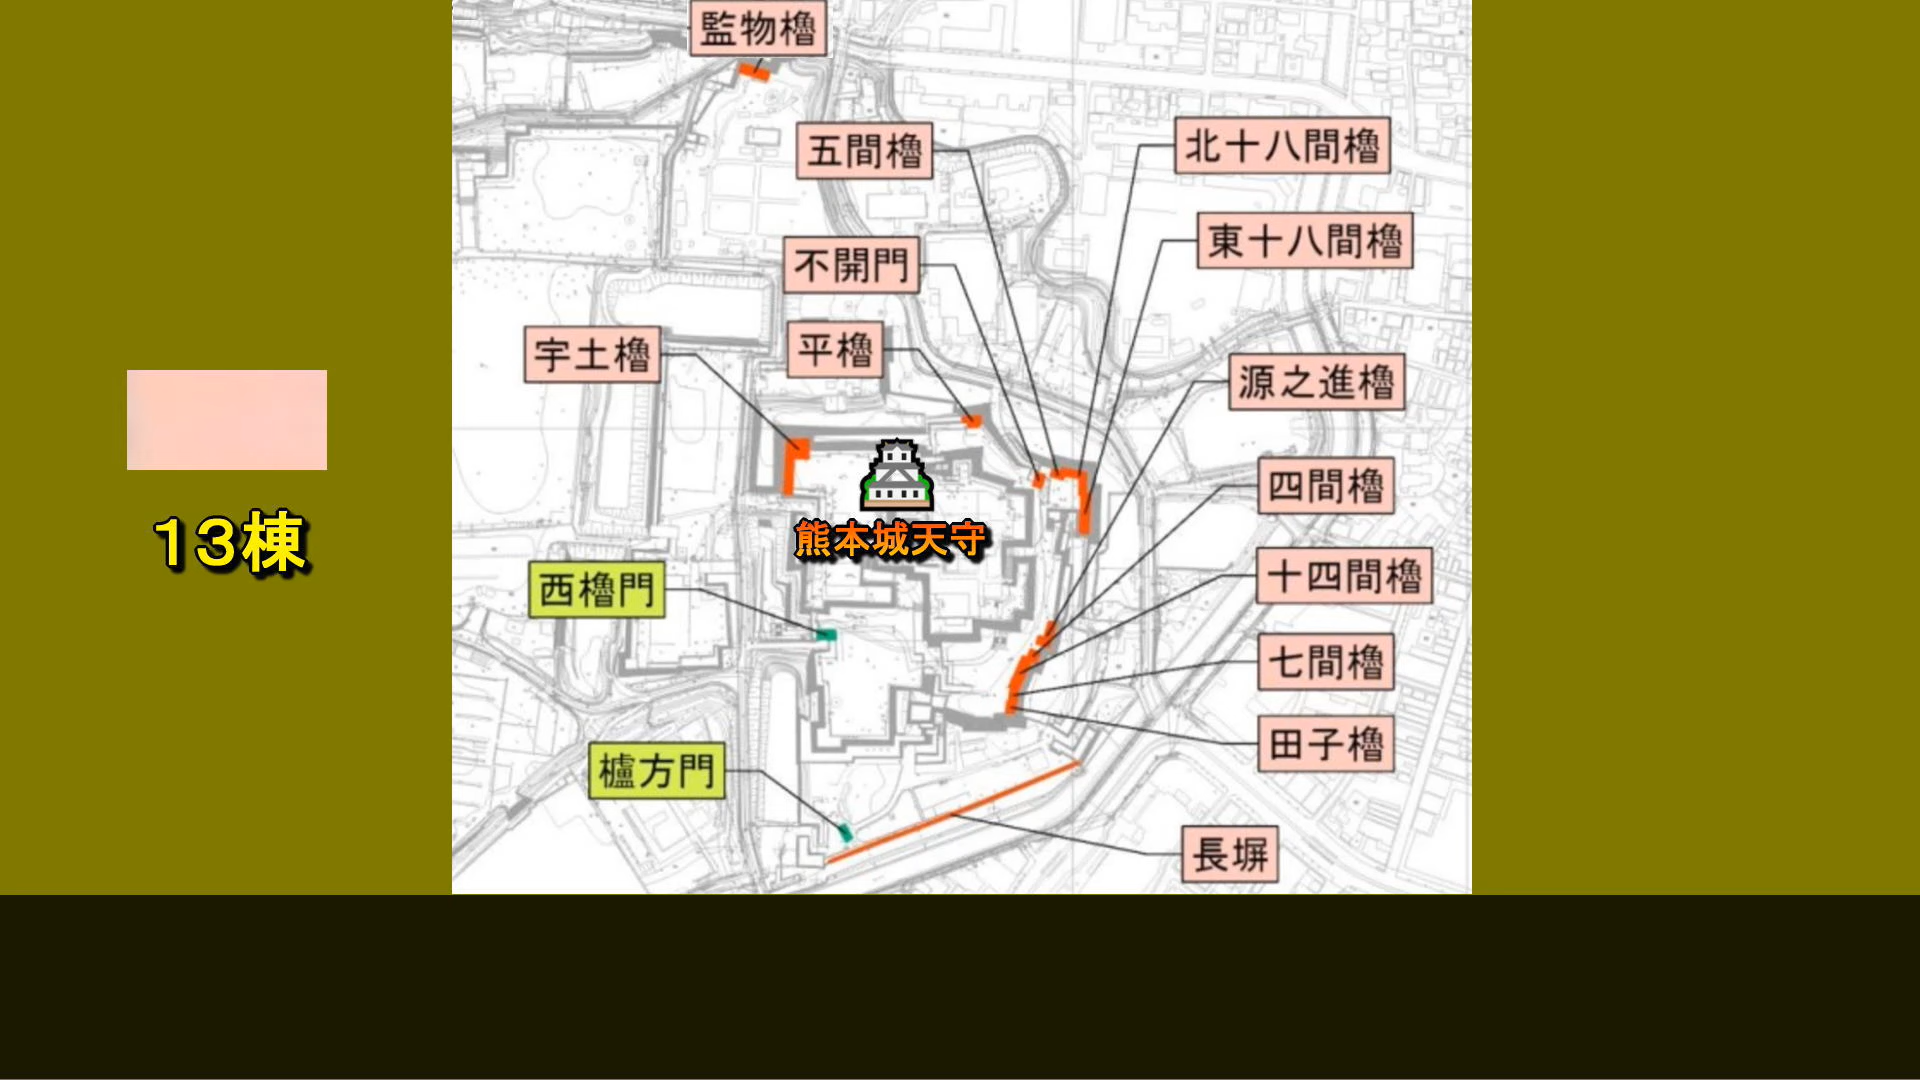 監物櫓
五間櫓
北十八間櫓
東十八間櫓
不開門
平櫓
宇土櫓
源之進櫓
四間櫓
熊本城天守
13棟
西櫓門
十四間櫓
七間櫓
田子櫓
櫨方門
長塀